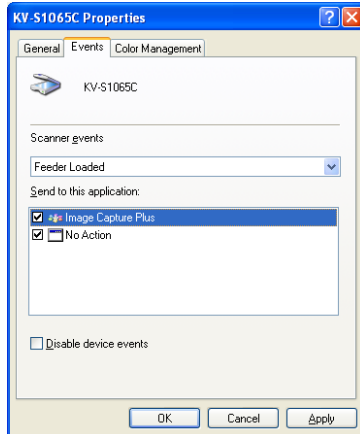 KV-S1065C Properties
General Events Color Management
KV-S1065C
Scanner events
Feeder Loaded
Send to this application:
Image Capture Plus
No Action
Disable device events
OK Cancel Apply